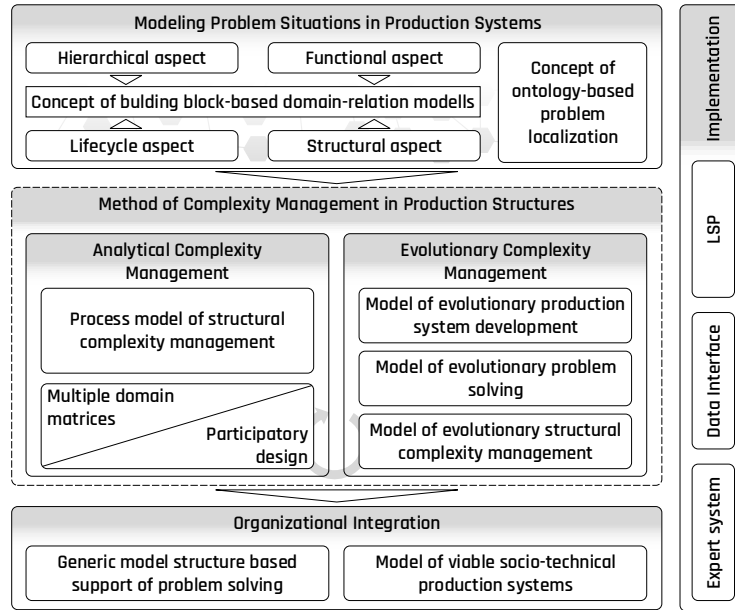 Modeling Problem Situations in Production Systems
Hierarchical aspect
Functional aspect
Concept of bulding block-based domain-relation modells
Lifecycle aspect
Structural aspect
Concept of
ontology-based
problem
localization
Method of Complexity Management in Production Structures
Analytical Complexity
Management
Process model of structural
complexity management
Multiple domain
matrices
Participatory
design
Evolutionary Complexity
Management
Model of evolutionary production
system development
Model of evolutionary problem
solving
Model of evolutionary structural
complexity management
Organizational Integration
Generic model structure based
support of problem solving
Model of viable socio-technical
production systems
Implementation
LSP
Data Interface
Expert system